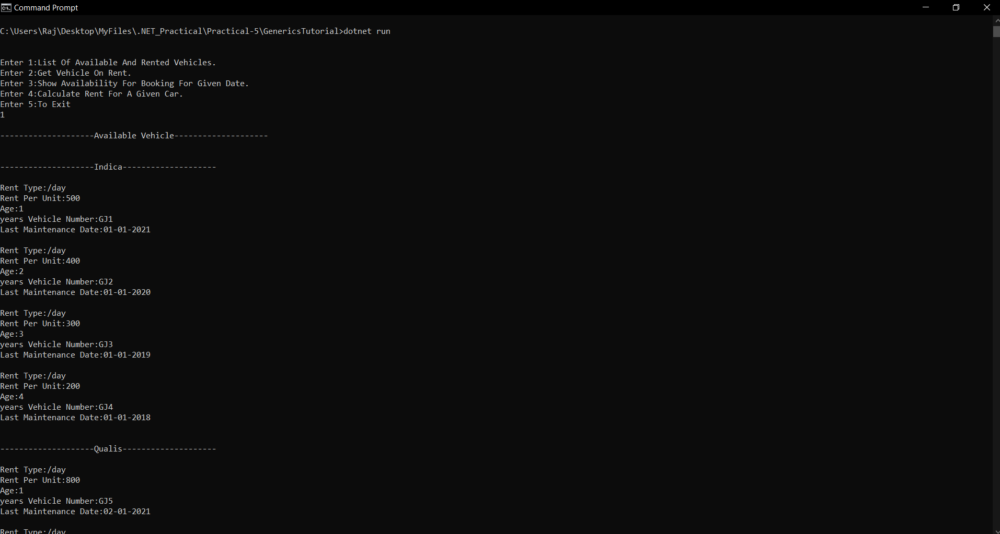 Command Prompt
C:\Users\Raj\Desktop\MyFiles\.NET_Practical\Practical-5\GenericsTutorial>dotnet run
Enter 1:List Of Available And Rented Vehicles.
Enter 2:Get Vehicle On Rent.
Enter 3:Show Availability For Booking For Given Date.
Enter 4:Calculate Rent For A Given Car.
Enter 5:To Exit
1
--------------------Available Vehicle--------------------
--------------------Indica--------------------
Rent Type:/day
Rent Per Unit:500
Age:1
years Vehicle Number:GJ1
Last Maintenance Date:01-01-2021
Rent Type:/day
Rent Per Unit:400
Age:2
years Vehicle Number:GJ2
Last Maintenance Date:01-01-2020
Rent Type:/day
Rent Per Unit:300
Age:3
years Vehicle Number:GJ3
Last Maintenance Date:01-01-2019
Rent Type:/day
Rent Per Unit:200
Age:4
years Vehicle Number:GJ4
Last Maintenance Date:01-01-2018
--------------------Qualis--------------------
Rent Type:/day
Rent Per Unit:800
Age:1
years Vehicle Number:GJ5
Last Maintenance Date:02-01-2021
Rent Type:/day